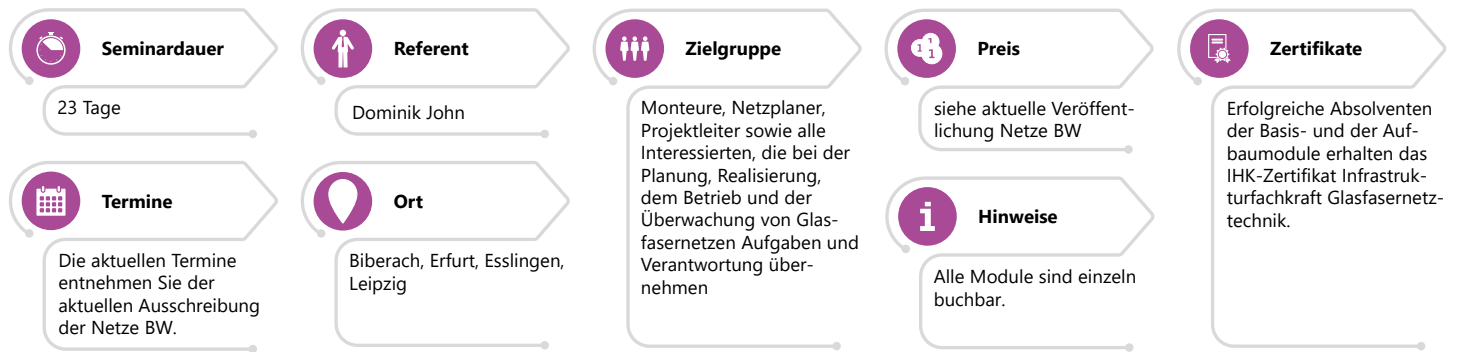 Seminardauer
23 Tage
Referent
Dominik John
Zielgruppe
Monteure, Netzplaner,
Projektleiter sowie alle
Interessierten, die bei der
Planung, Realisierung,
dem Betrieb und der
Überwachung von Glas-
fasernetzen Aufgaben und
Verantwortung über-
nehmen
Preis
siehe aktuelle Veröffent-
lichung Netze BW
Zertifikate
Erfolgreiche Absolventen
der Basis- und der Auf-
baumodule erhalten das
IHK-Zertifikat Infrastruk-
turfachkraft Glasfasernetz-
technik.
Termine
Die aktuellen Termine
entnehmen Sie der
aktuellen Ausschreibung
der Netze BW.
Ort
Biberach, Erfurt, Esslingen,
Leipzig
Hinweise
Alle Module sind einzeln
buchbar.